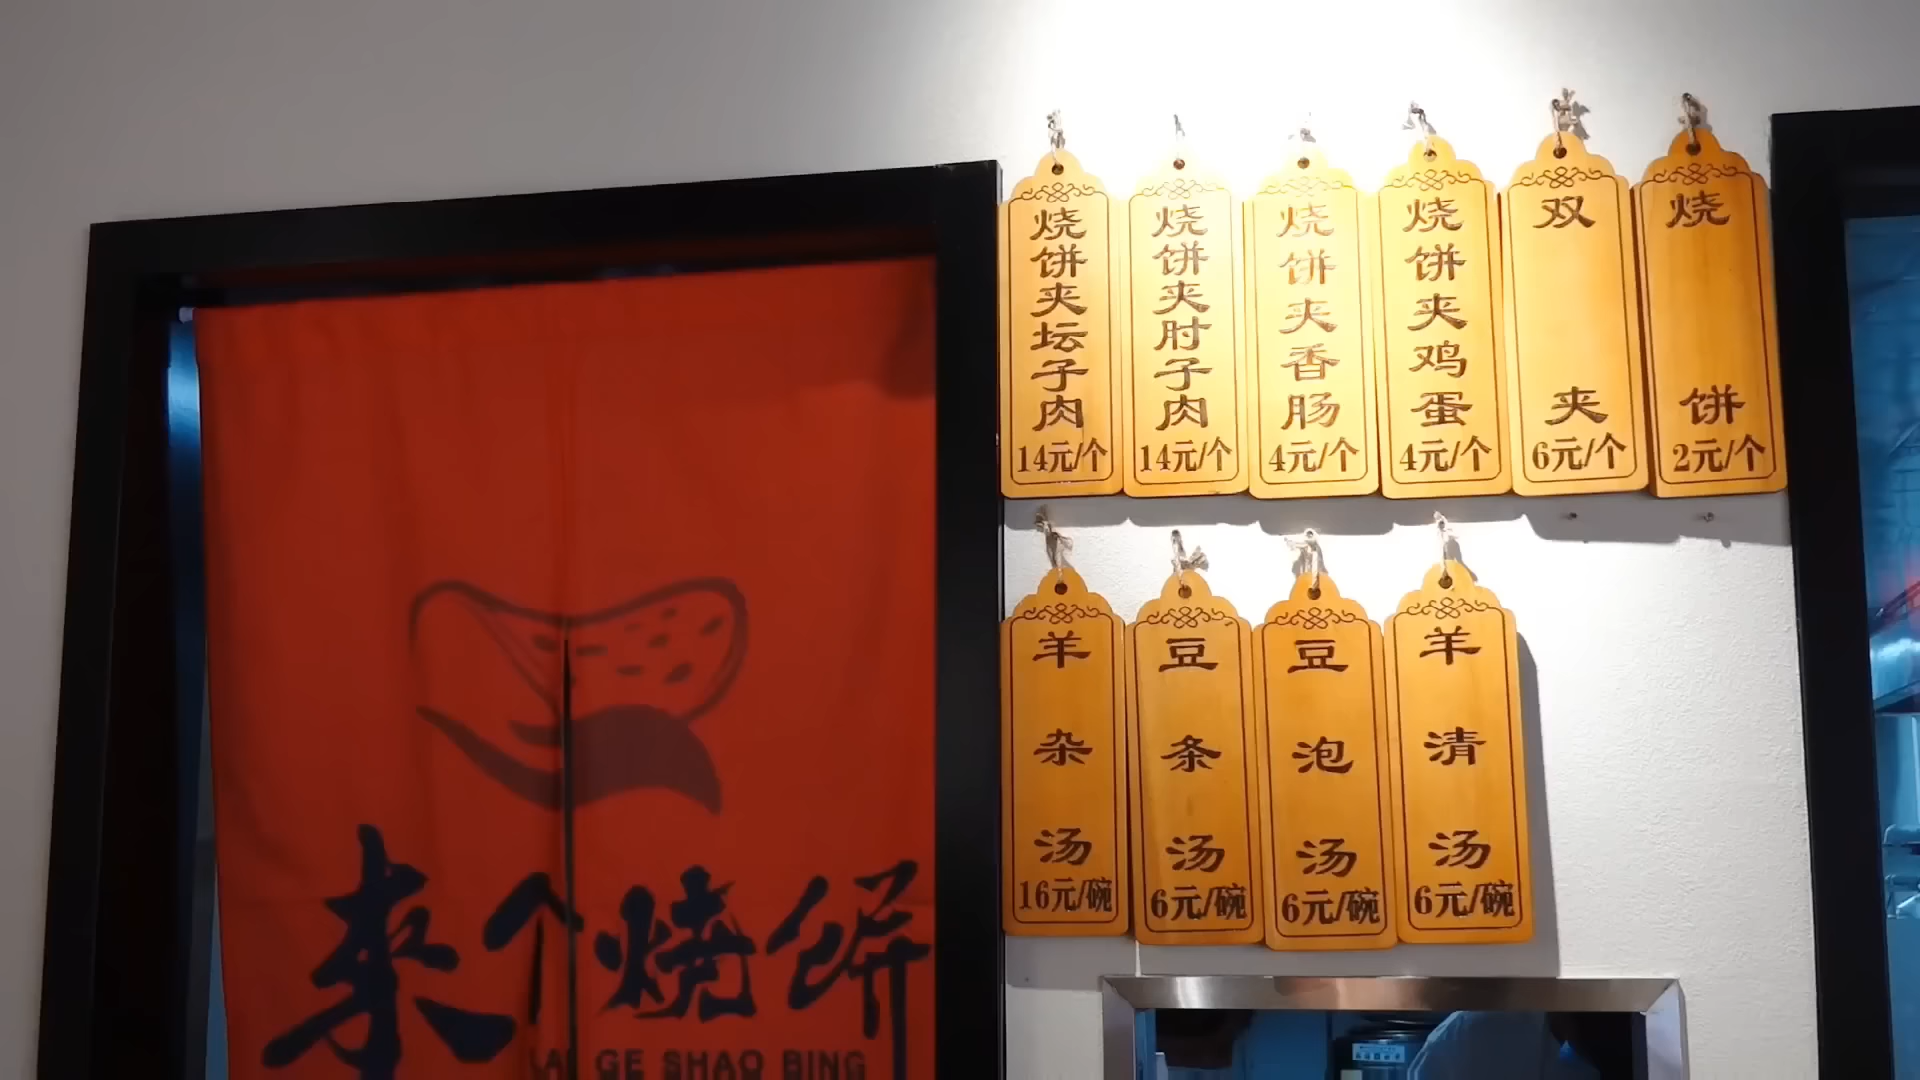 烧饼夹坛子肉
14元/个
烧饼夹肘子肉
14元/个
烧饼夹香肠
4元/个
烧饼夹鸡蛋
4元/个
双夹
6元/个
烧饼
2元/个
羊杂汤
16元/碗
豆条汤
6元/碗
豆泡汤
6元/碗
羊清汤
6元/碗
来个烧饼
LAI GE SHAO BING